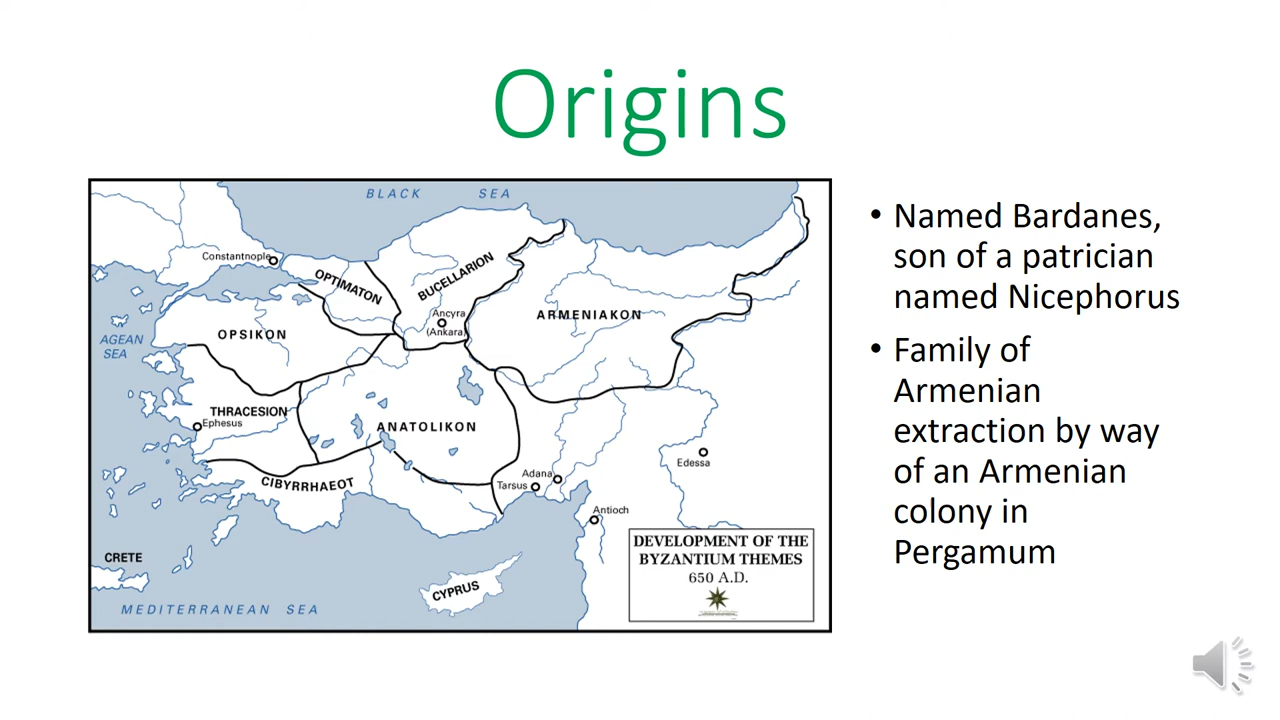 Origins
BLACK SEA
Constantnople
OPTIMATON
BUCELLARION
Ancyra
(Ankara)
ARMENIAKON
OPSIKON
AGEAN
SEA
THRACESION
Ephesus
ANATOLIKON
CIBYRRHAEOT
Adana
Tarsus
Edessa
Antioch
CRETE
CYPRUS
MEDITERRANEAN SEA
DEVELOPMENT OF THE
BYZANTIUM THEMES
650 A.D.
• Named Bardanes,
son of a patrician
named Nicephorus
• Family of
Armenian
extraction by way
of an Armenian
colony in
Pergamum